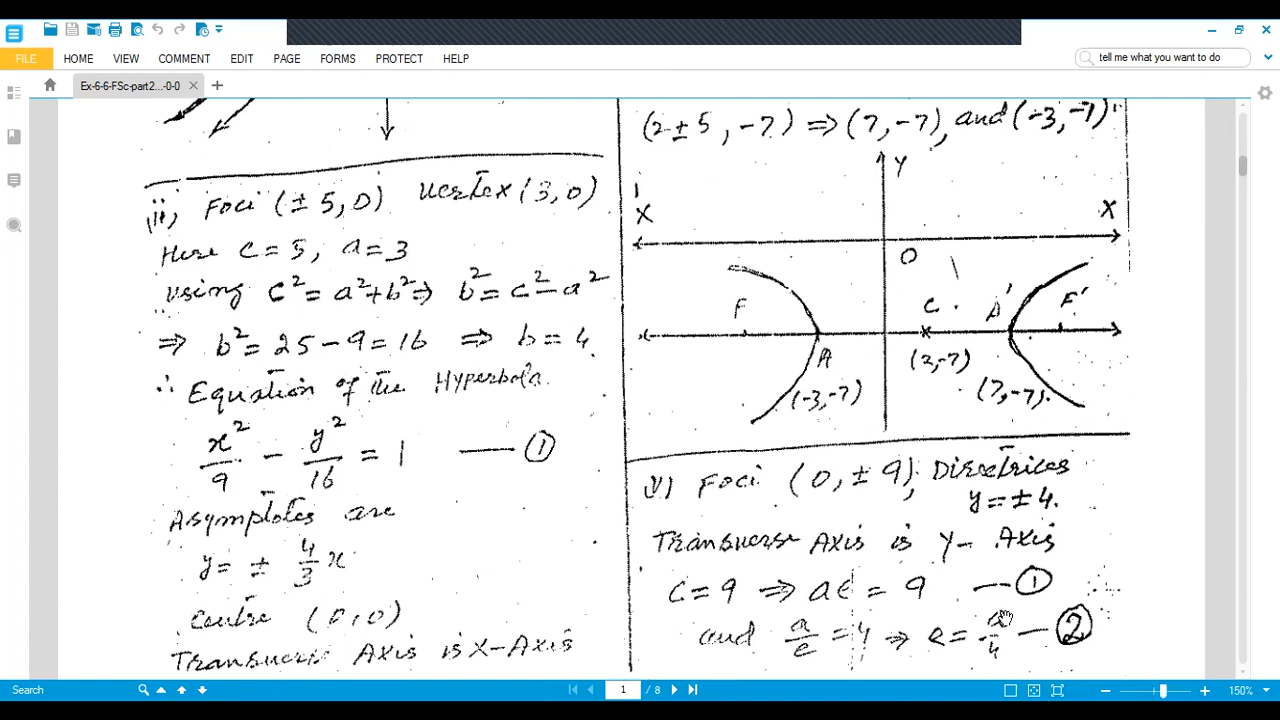 FILE HOME VIEW COMMENT EDIT PAGE FORMS PROTECT HELP
tell me what you want to do
Ex-6-6-FSc-part2...-0-0
ii) Foci (± 5, 0) Vertex (3, 0)
Here c = 5, a = 3
Using c² = a² + b² ⇒ b² = c² - a²
⇒ b² = 25 - 9 = 16 ⇒ b = 4.
∴ Equation of the Hyperbola
x²/9 - y²/16 = 1 — ①
Asymptotes are
y = ± 4/3 x
Centre (0, 0)
Transverse Axis is X-Axis
(2 ± 5, -7) ⇒ (7, -7), and (-3, -7)
Y
X' X
O
F C A' F'
A (2,-7)
(-3,-7) (7,-7)
V) Foci (0, ± 9), Directrices
y = ± 4.
Transverse Axis is Y- Axis
c = 9 ⇒ ae = 9 — ①
and a/e = 4 ⇒ e = a/4 — ②
Search 1 / 8 150%